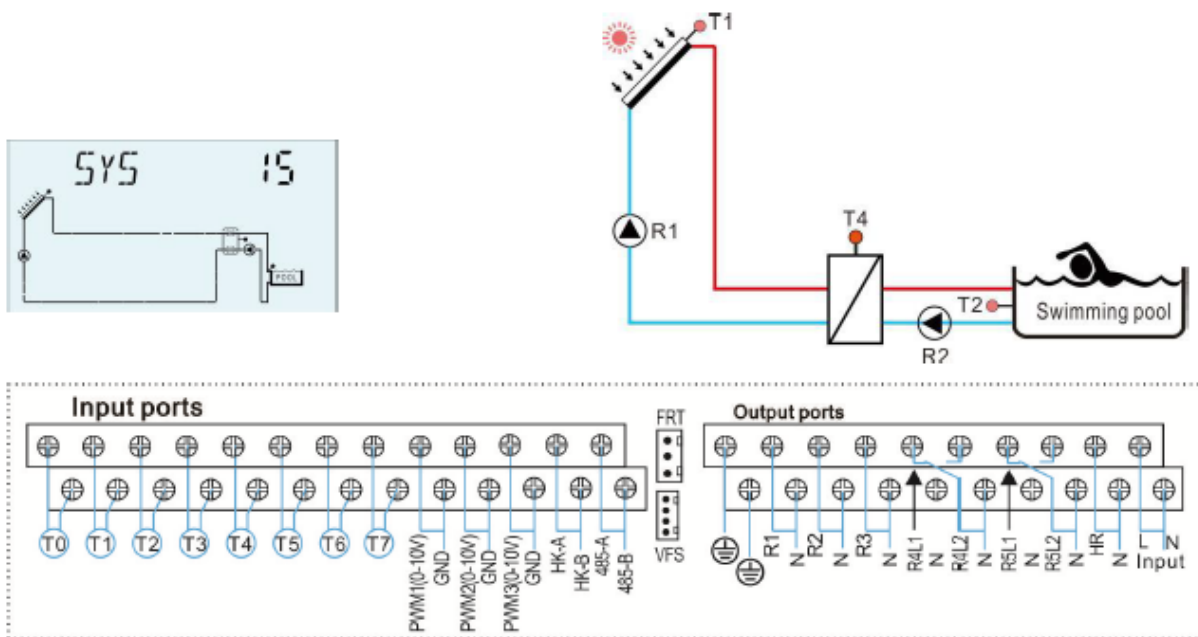 SYS 15
POOL
T1
R1
T4
T2
Swimming pool
R2
Input ports
FRT
Output ports
T0 T1 T2 T3 T4 T5 T6 T7
PWM1(0-10V)
GND
PWM2(0-10V)
GND
PWM3(0-10V)
GND
HK-A
HK-B
485-A
485-B
VFS
R1
N
R2
N
R3
N
R4L1
N
R4L2
N
R5L1
N
R5L2
N
HR
N
L N
Input